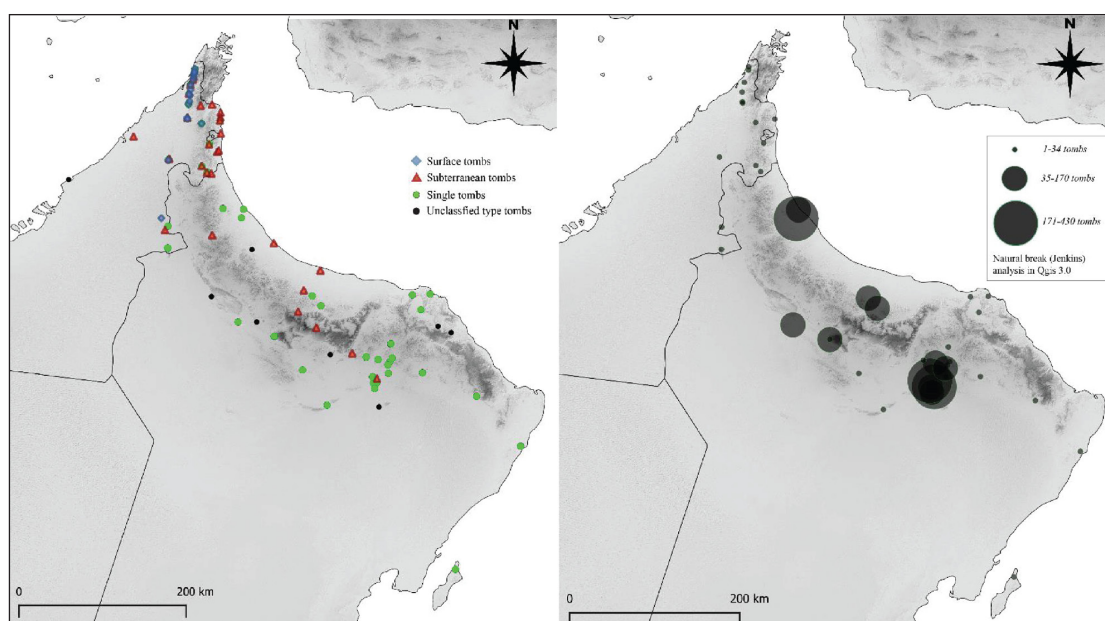 N
Surface tombs
Subterranean tombs
Single tombs
Unclassfied type tombs
0 200 km
N
1-34 tombs
35-170 tombs
171-430 tombs
Natural break (Jenkins)
analysis in Qgis 3.0
0 200 km